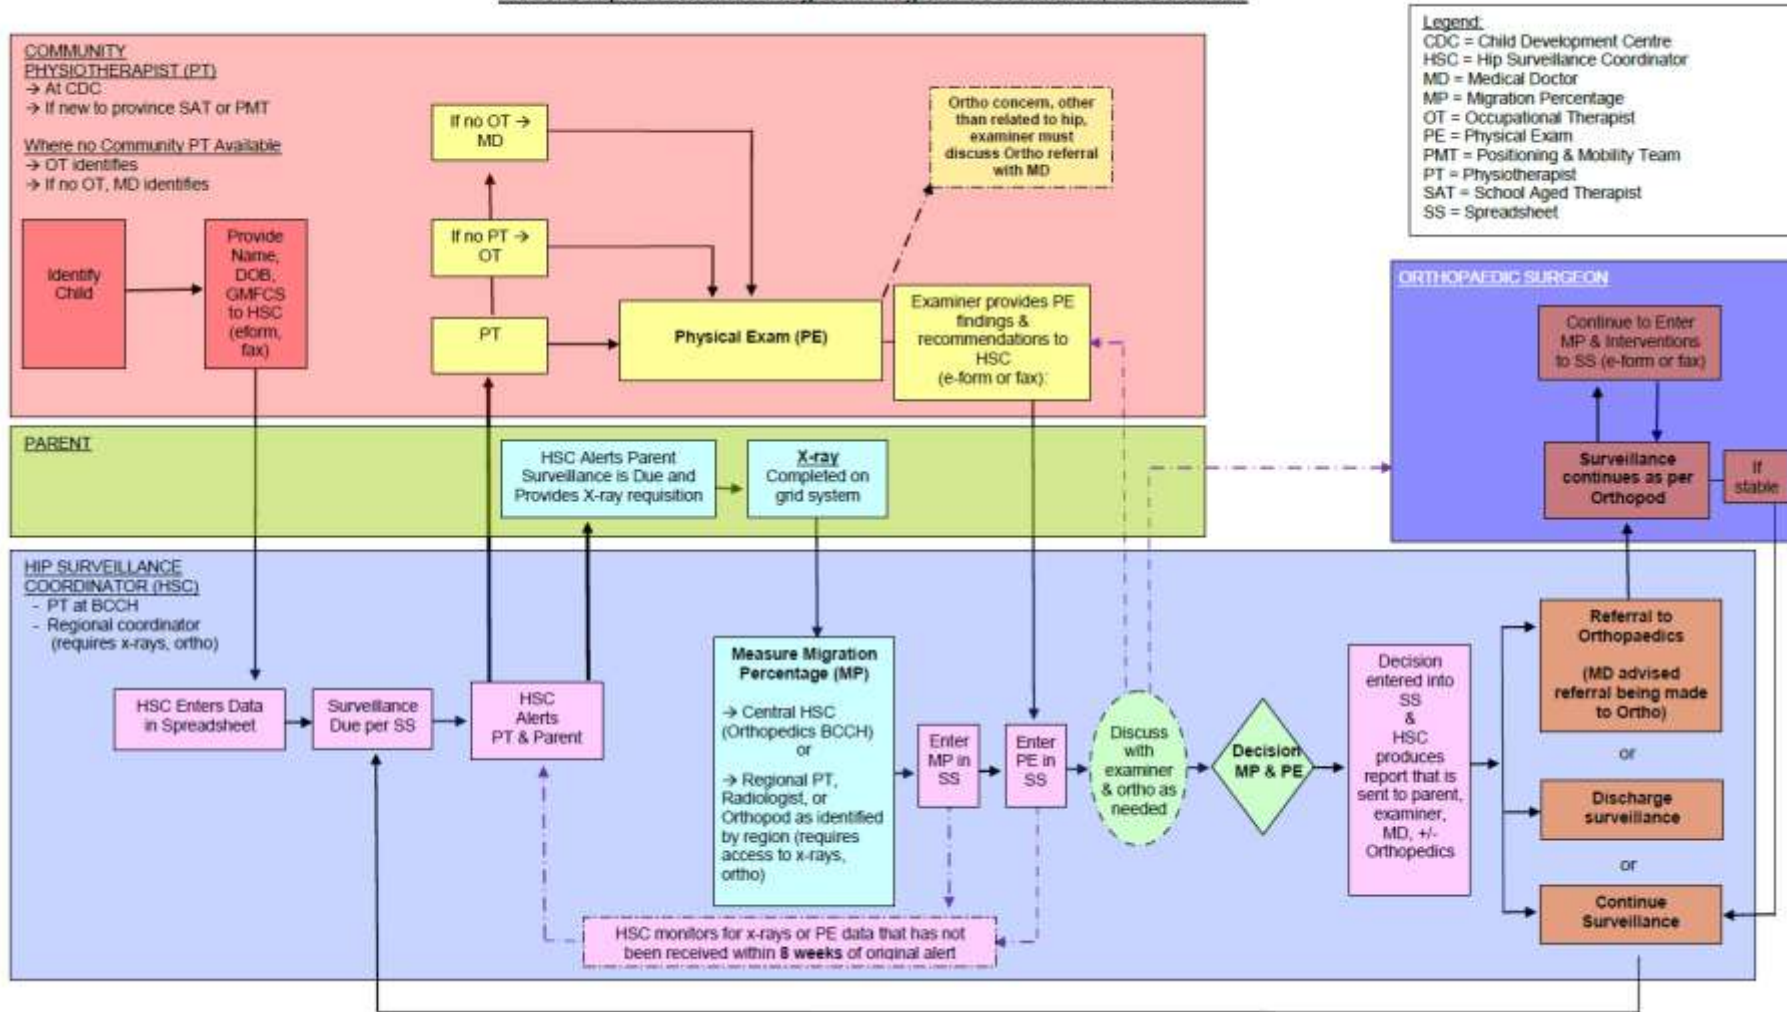 Legend:
CDC = Child Development Centre
HSC = Hip Surveillance Coordinator
MD = Medical Doctor
MP = Migration Percentage
OT = Occupational Therapist
PE = Physical Exam
PMT = Positioning & Mobility Team
PT = Physiotherapist
SAT = School Aged Therapist
SS = Spreadsheet
COMMUNITY
PHYSIOTHERAPIST (PT)
→ At CDC
→ If new to province SAT or PMT
Where no Community PT Available
→ OT identifies
→ If no OT, MD identifies
Identify
Child
Provide
Name,
DOB,
GMFCS
to HSC
(eform,
fax)
If no OT →
MD
If no PT →
OT
PT
Physical Exam (PE)
Ortho concern, other
than related to hip,
examiner must
discuss Ortho referral
with MD
Examiner provides PE
findings &
recommendations to
HSC
(e-form or fax):
ORTHOPAEDIC SURGEON
Continue to Enter
MP & Interventions
to SS (e-form or fax)
Surveillance
continues as per
Orthopod
If
stable
PARENT
HSC Alerts Parent
Surveillance is Due and
Provides X-ray requisition
X-ray
Completed on
grid system
HIP SURVEILLANCE
COORDINATOR (HSC)
- PT at BCCH
- Regional coordinator
(requires x-rays, ortho)
HSC Enters Data
in Spreadsheet
Surveillance
Due per SS
HSC
Alerts
PT & Parent
Measure Migration
Percentage (MP)
→ Central HSC
(Orthopedics BCCH)
or
→ Regional PT,
Radiologist, or
Orthopod as identified
by region (requires
access to x-rays,
ortho)
Enter
MP in
SS
Enter
PE in
SS
Discuss
with
examiner
& ortho as
needed
Decision
MP & PE
Decision
entered into
SS
&
HSC
produces
report that is
sent to parent,
examiner,
MD, +/-
Orthopedics
Referral to
Orthopaedics
(MD advised
referral being made
to Ortho)
or
Discharge
surveillance
or
Continue
Surveillance
HSC monitors for x-rays or PE data that has not
been received within 8 weeks of original alert